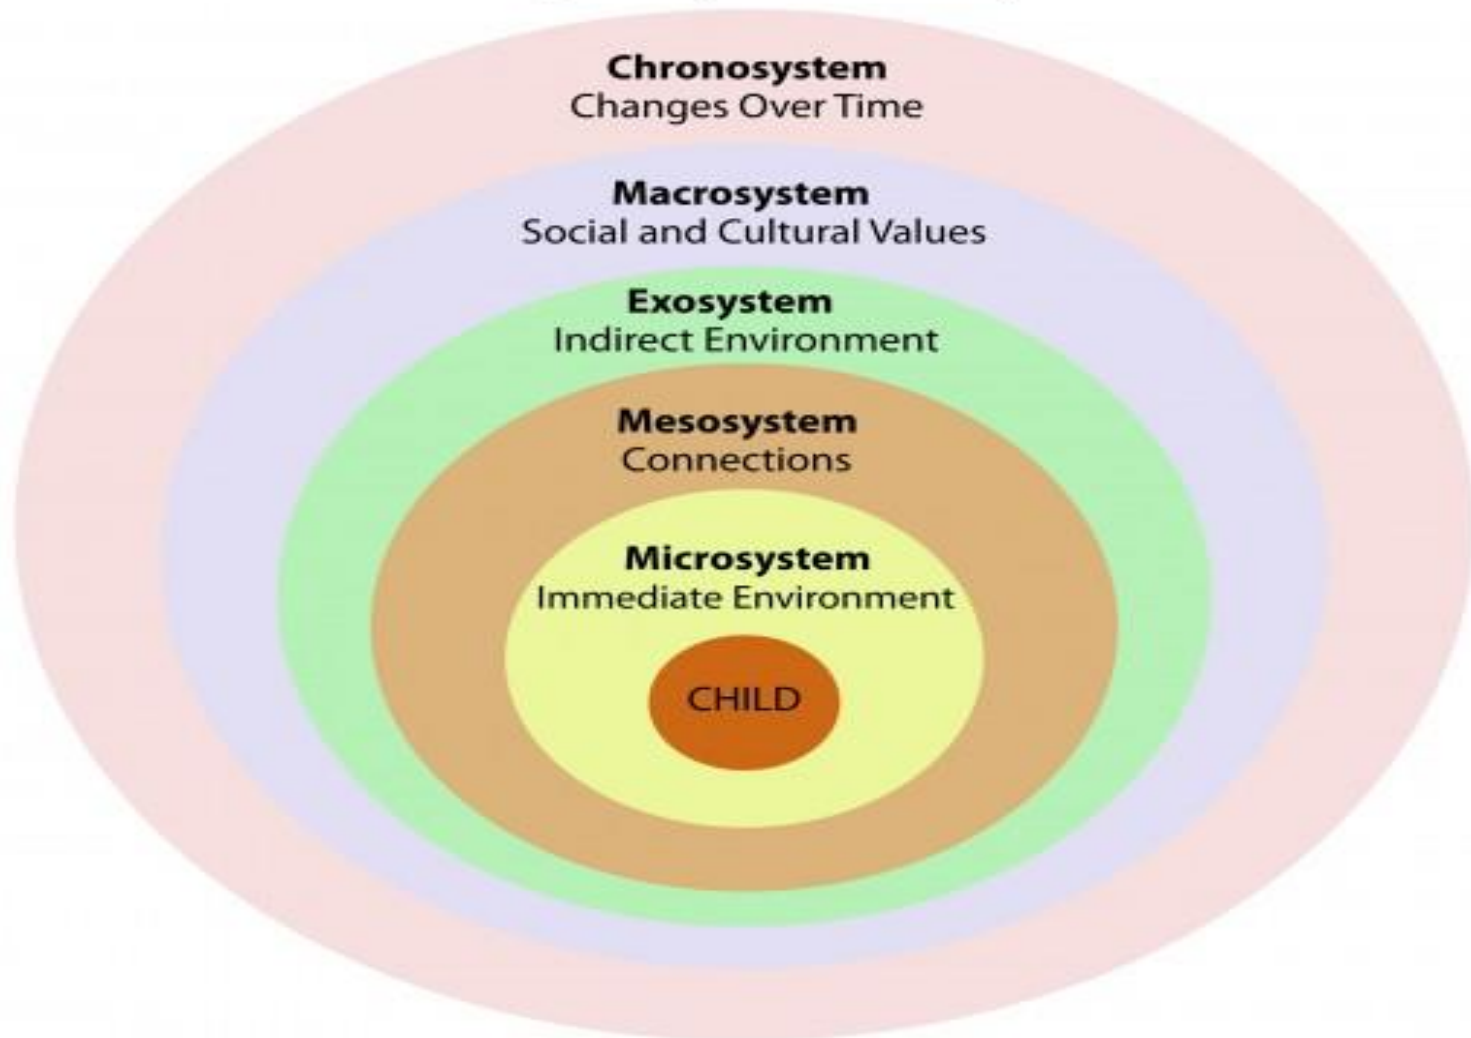 Chronosystem
Changes Over Time
Macrosystem
Social and Cultural Values
Exosystem
Indirect Environment
Mesosystem
Connections
Microsystem
Immediate Environment
CHILD